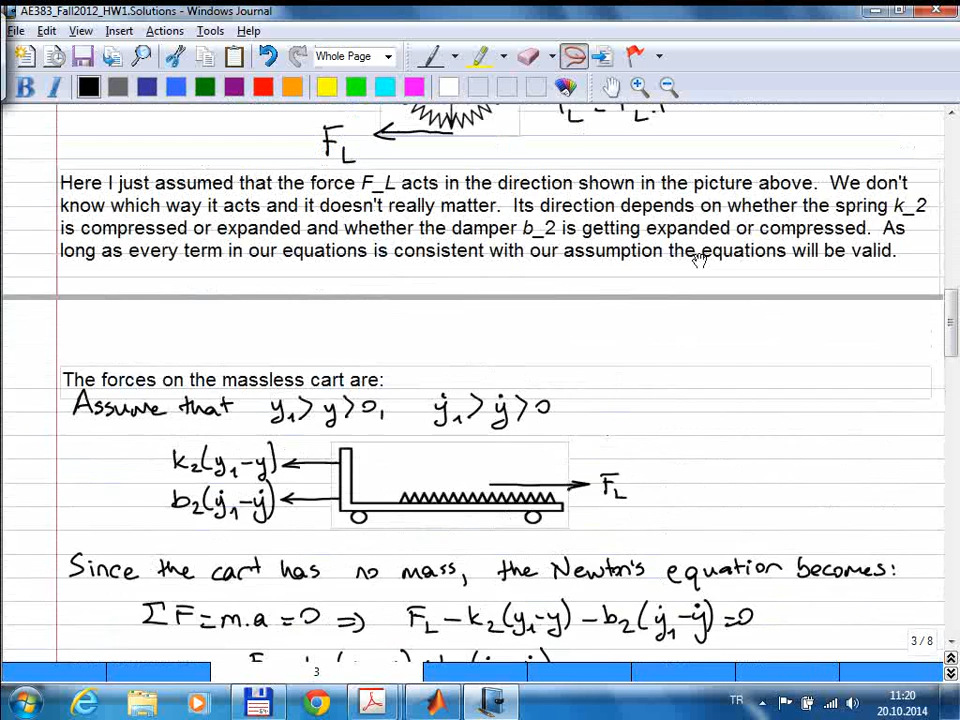 AE383_Fall2012_HW1.Solutions - Windows Journal
File Edit View Insert Actions Tools Help
Whole Page
B I
F_L
Here I just assumed that the force F_L acts in the direction shown in the picture above. We don't
know which way it acts and it doesn't really matter. Its direction depends on whether the spring k_2
is compressed or expanded and whether the damper b_2 is getting expanded or compressed. As
long as every term in our equations is consistent with our assumption the equations will be valid.
The forces on the massless cart are:
Assume that y₁ > y > 0, ẏ₁ > ẏ > 0
k₂(y₁-y)
b₂(ẏ₁-ẏ)
F_L
Since the cart has no mass, the Newton's equation becomes:
ΣF = m.a = 0 ⇒ F_L - k₂(y₁-y) - b₂(ẏ₁-ẏ) = 0
3 / 8
3
TR
11:20
20.10.2014